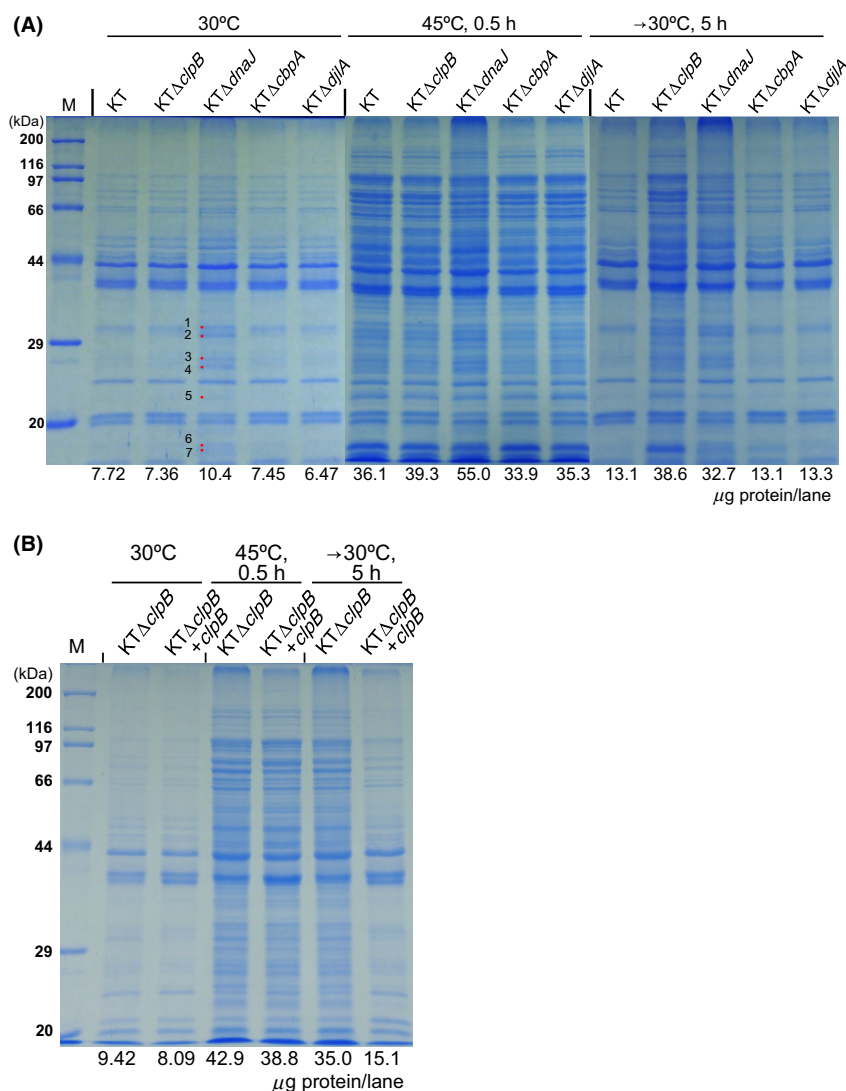 (A)
30ºC 45ºC, 0.5 h →30ºC, 5 h
M KT KTΔclpB KTΔdnaJ KTΔcbpA KTΔdjlA KT KTΔclpB KTΔdnaJ KTΔcbpA KTΔdjlA KT KTΔclpB KTΔdnaJ KTΔcbpA KTΔdjlA
(kDa)
200
116
97
66
44
1
2
29
3
4
5
20
6
7
7.72 7.36 10.4 7.45 6.47 36.1 39.3 55.0 33.9 35.3 13.1 38.6 32.7 13.1 13.3
µg protein/lane
(B)
30ºC 45ºC, →30ºC,
0.5 h 5 h
M KTΔclpB KTΔclpB KTΔclpB KTΔclpB KTΔclpB KTΔclpB
+clpB +clpB +clpB
(kDa)
200
116
97
66
44
29
20
9.42 8.09 42.9 38.8 35.0 15.1
µg protein/lane